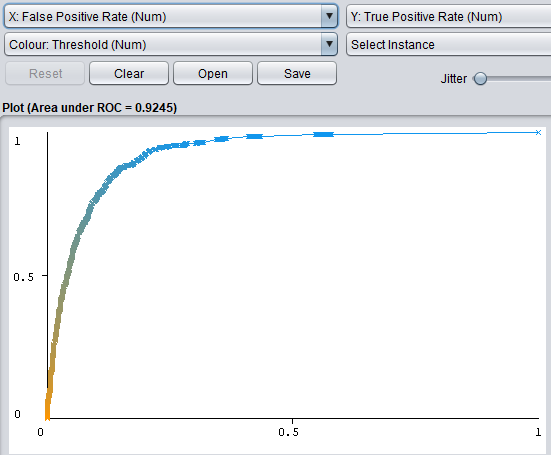 X: False Positive Rate (Num) Y: True Positive Rate (Num)
Colour: Threshold (Num) Select Instance
Reset Clear Open Save Jitter
Plot (Area under ROC = 0.9245)
1
0.5
0
0 0.5 1